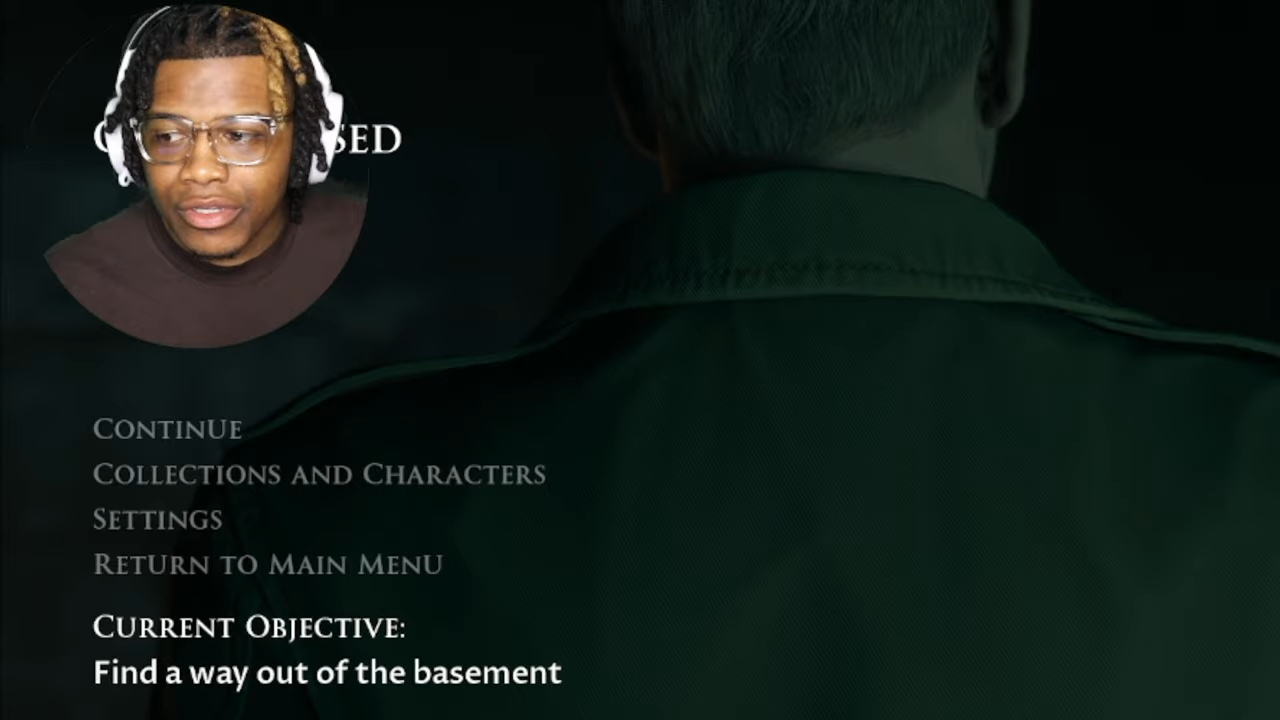 Continue
Collections and Characters
Settings
Return to Main Menu
Current Objective:
Find a way out of the basement